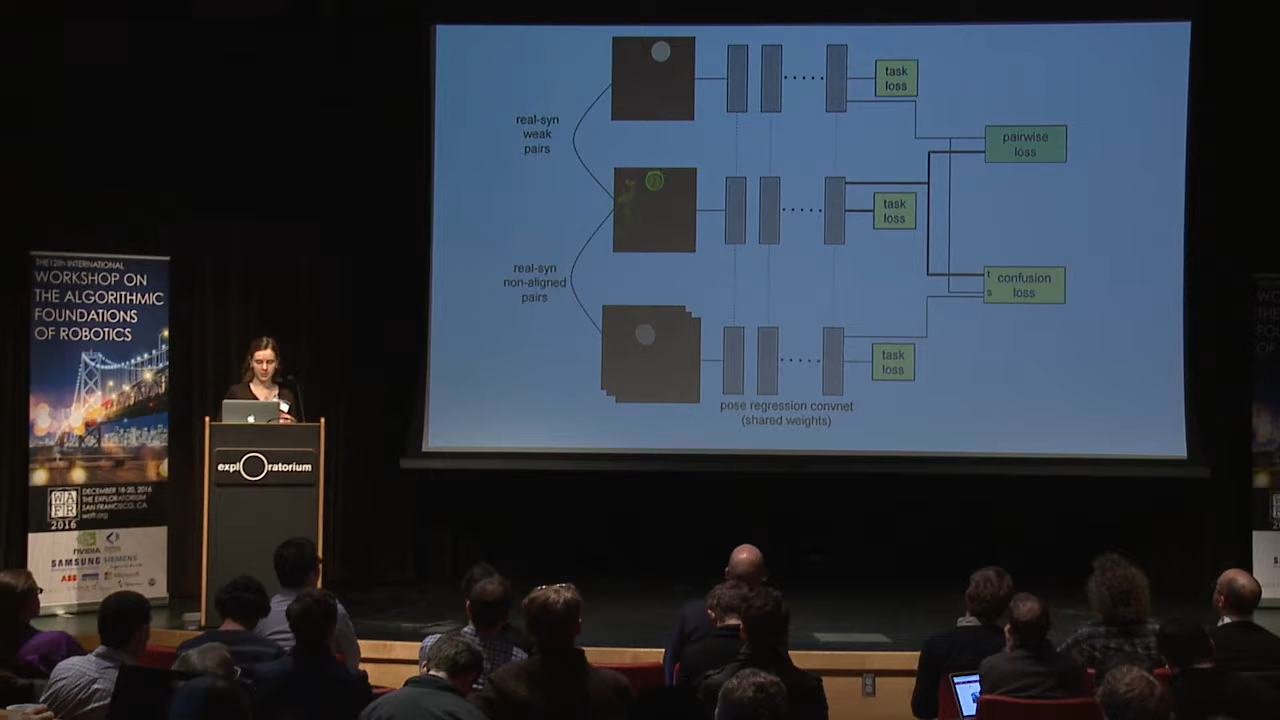 THE 12th INTERNATIONAL
WORKSHOP ON
THE ALGORITHMIC
FOUNDATIONS
OF ROBOTICS
WAFR
2016
DECEMBER 18-20, 2016
THE EXPLORATORIUM
SAN FRANCISCO, CA
wafr.org
NVIDIA
SAMSUNG SIEMENS
ABB
Microsoft
explOratorium
real-syn
weak
pairs
real-syn
non-aligned
pairs
task
loss
task
loss
task
loss
pairwise
loss
t
s
confusion
loss
pose regression convnet
(shared weights)